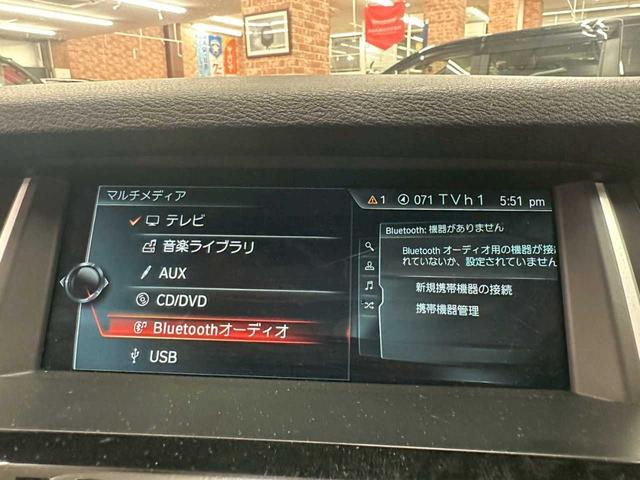 マルチメディア
1 071 TVh1 5:51 pm
テレビ
音楽ライブラリ
AUX
CD/DVD
Bluetoothオーディオ
USB
Bluetooth: 機器がありません
Bluetooth オーディオ用の機器が接
れていないか、設定されていません
新規携帯機器の接続
携帯機器管理